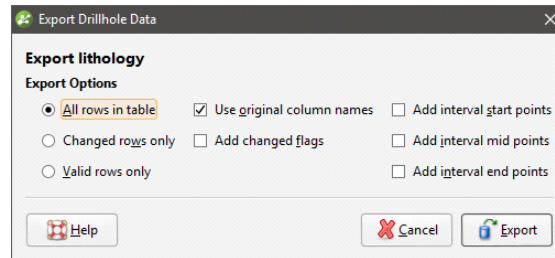 Export Drillhole Data
Export lithology
Export Options
All rows in table
Use original column names
Add interval start points
Changed rows only
Add changed flags
Add interval mid points
Valid rows only
Add interval end points
Help
Cancel
Export